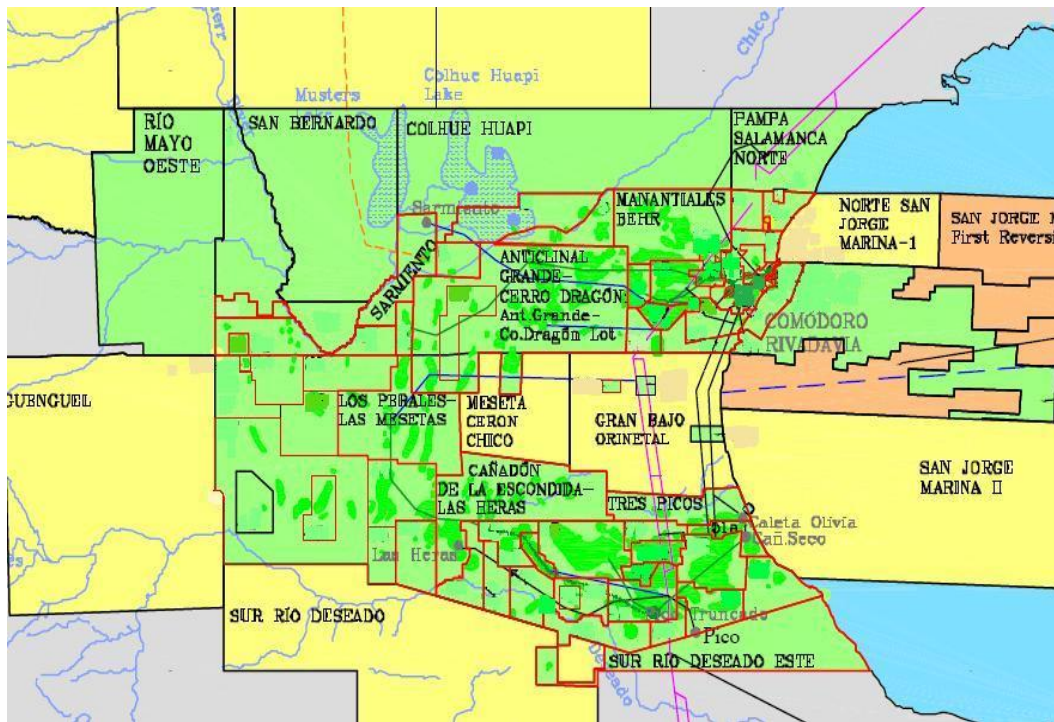 Chico
Colhue Huapi
Lake
Musters
RÍO
MAYO
OESTE
SAN BERNARDO
COLHUE HUAPI
PAMPA
SALAMANCA
NORTE
Sarmiento
MANANTIALES
BEHR
NORTE SAN
JORGE
MARINA-1
SAN JORGE
First Reversi
SARMIENTO
ANTICLINAL
GRANDE-
CERRO DRAGÓN:
Ant.Grande-
Co.Dragón Lot
COMODORO
RIVADAVIA
GUENGUEL
LOS PERALES-
LAS MESETAS
MESETA
CERON
CHICO
GRAN BAJO
ORINETAL
SAN JORGE
MARINA II
CAÑADÓN
DE LA ESCONDIDA-
LAS HERAS
TRES PICOS
Caleta Olivia
Cañ.Seco
Las Heras
SUR RÍO DESEADO
Truncado
Pico
SUR RÍO DESEADO ESTE
Deseado